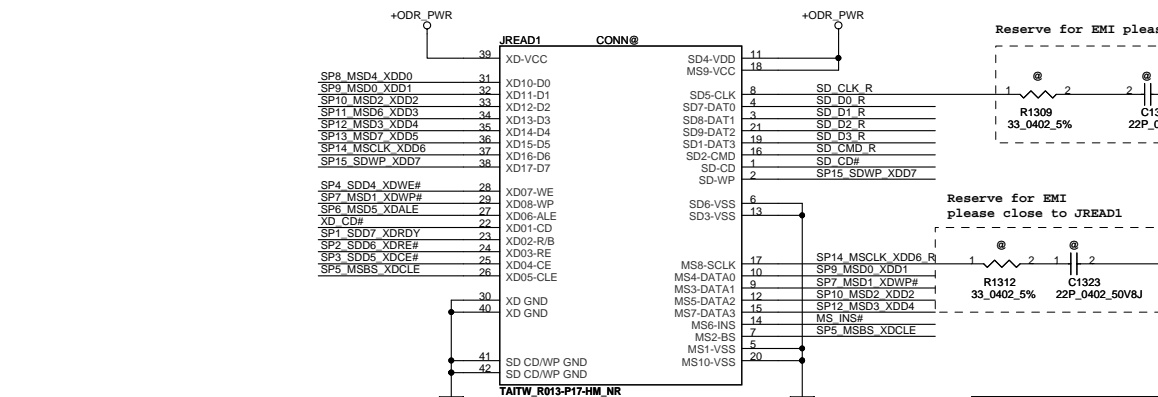 +ODR_PWR
+ODR_PWR
Reserve for EMI pleas
JREAD1 CONN@
39 XD-VCC
SP8_MSD4_XDD0 31 XD10-D0
SP9_MSD0_XDD1 32 XD11-D1
SP10_MSD2_XDD2 33 XD12-D2
SP11_MSD6_XDD3 34 XD13-D3
SP12_MSD3_XDD4 35 XD14-D4
SP13_MSD7_XDD5 36 XD15-D5
SP14_MSCLK_XDD6 37 XD16-D6
SP15_SDWP_XDD7 38 XD17-D7
SP4_SDD4_XDWE# 28 XD07-WE
SP7_MSD1_XDWP# 29 XD08-WP
SP6_MSD5_XDALE 27 XD06-ALE
XD_CD# 22 XD01-CD
SP1_SDD7_XDRDY 23 XD02-R/B
SP2_SDD6_XDRE# 24 XD03-RE
SP3_SDD5_XDCE# 25 XD04-CE
SP5_MSBS_XDCLE 26 XD05-CLE
30 XD GND
40 XD GND
41 SD CD/WP GND
42 SD CD/WP GND
TAITW_R013-P17-HM_NR
SD4-VDD 11
MS9-VCC 18
SD5-CLK 8 SD_CLK_R
SD7-DAT0 4 SD_D0_R
SD8-DAT1 3 SD_D1_R
SD9-DAT2 21 SD_D2_R
SD1-DAT3 19 SD_D3_R
SD2-CMD 16 SD_CMD_R
SD-CD 1 SD_CD#
SD-WP 2 SP15_SDWP_XDD7
SD6-VSS 6
SD3-VSS 13
MS8-SCLK 17 SP14_MSCLK_XDD6_R
MS4-DATA0 10 SP9_MSD0_XDD1
MS3-DATA1 9 SP7_MSD1_XDWP#
MS5-DATA2 12 SP10_MSD2_XDD2
MS7-DATA3 15 SP12_MSD3_XDD4
MS6-INS 14 MS_INS#
MS2-BS 7 SP5_MSBS_XDCLE
MS1-VSS 5
MS10-VSS 20
@ @
1 2 2
R1309 C13
33_0402_5% 22P_0
Reserve for EMI
please close to JREAD1
@ @
1 2 1 2
R1312 C1323
33_0402_5% 22P_0402_50V8J